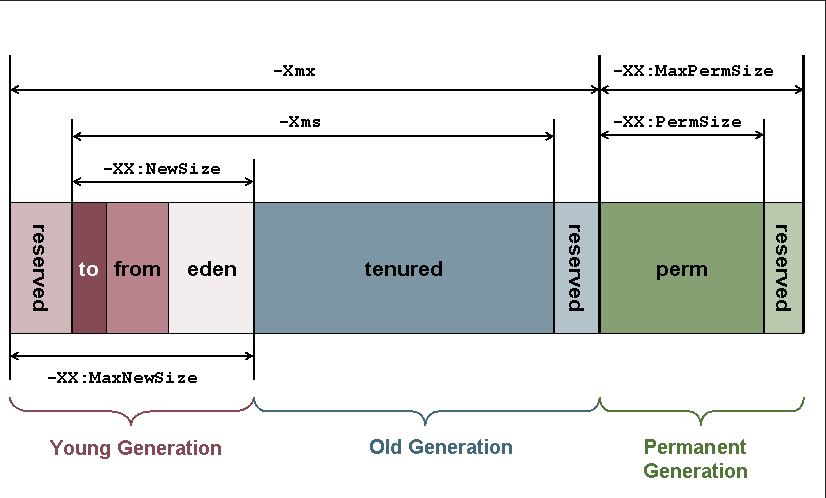 -Xmx
-XX:MaxPermSize
-Xms
-XX:PermSize
-XX:NewSize
reserved
to
from
eden
tenured
reserved
perm
reserved
-XX:MaxNewSize
Young Generation
Old Generation
Permanent
Generation